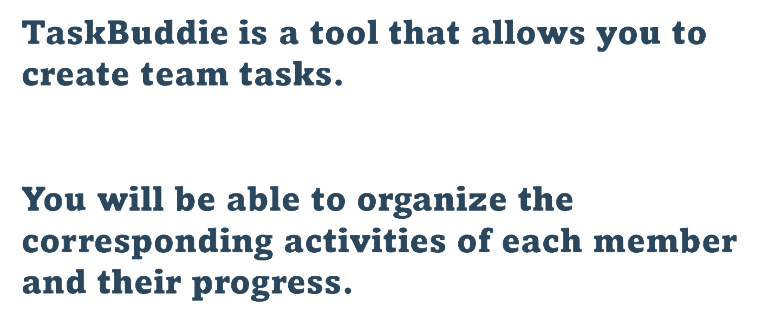 TaskBuddie is a tool that allows you to
create team tasks.
You will be able to organize the
corresponding activities of each member
and their progress.